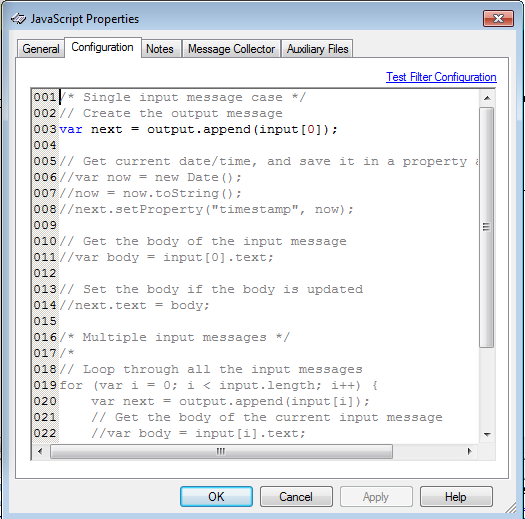 JavaScript Properties
General Configuration Notes Message Collector Auxiliary Files
Test Filter Configuration
001 /* Single input message case */
002 // Create the output message
003 var next = output.append(input[0]);
004
005 // Get current date/time, and save it in a property a
006 //var now = new Date();
007 //now = now.toString();
008 //next.setProperty("timestamp", now);
009
010 // Get the body of the input message
011 //var body = input[0].text;
012
013 // Set the body if the body is updated
014 //next.text = body;
015
016 /* Multiple input messages */
017 /*
018 // Loop through all the input messages
019 for (var i = 0; i < input.length; i++) {
020     var next = output.append(input[i]);
021     // Get the body of the current input message
022     //var body = input[i].text;
OK Cancel Apply Help